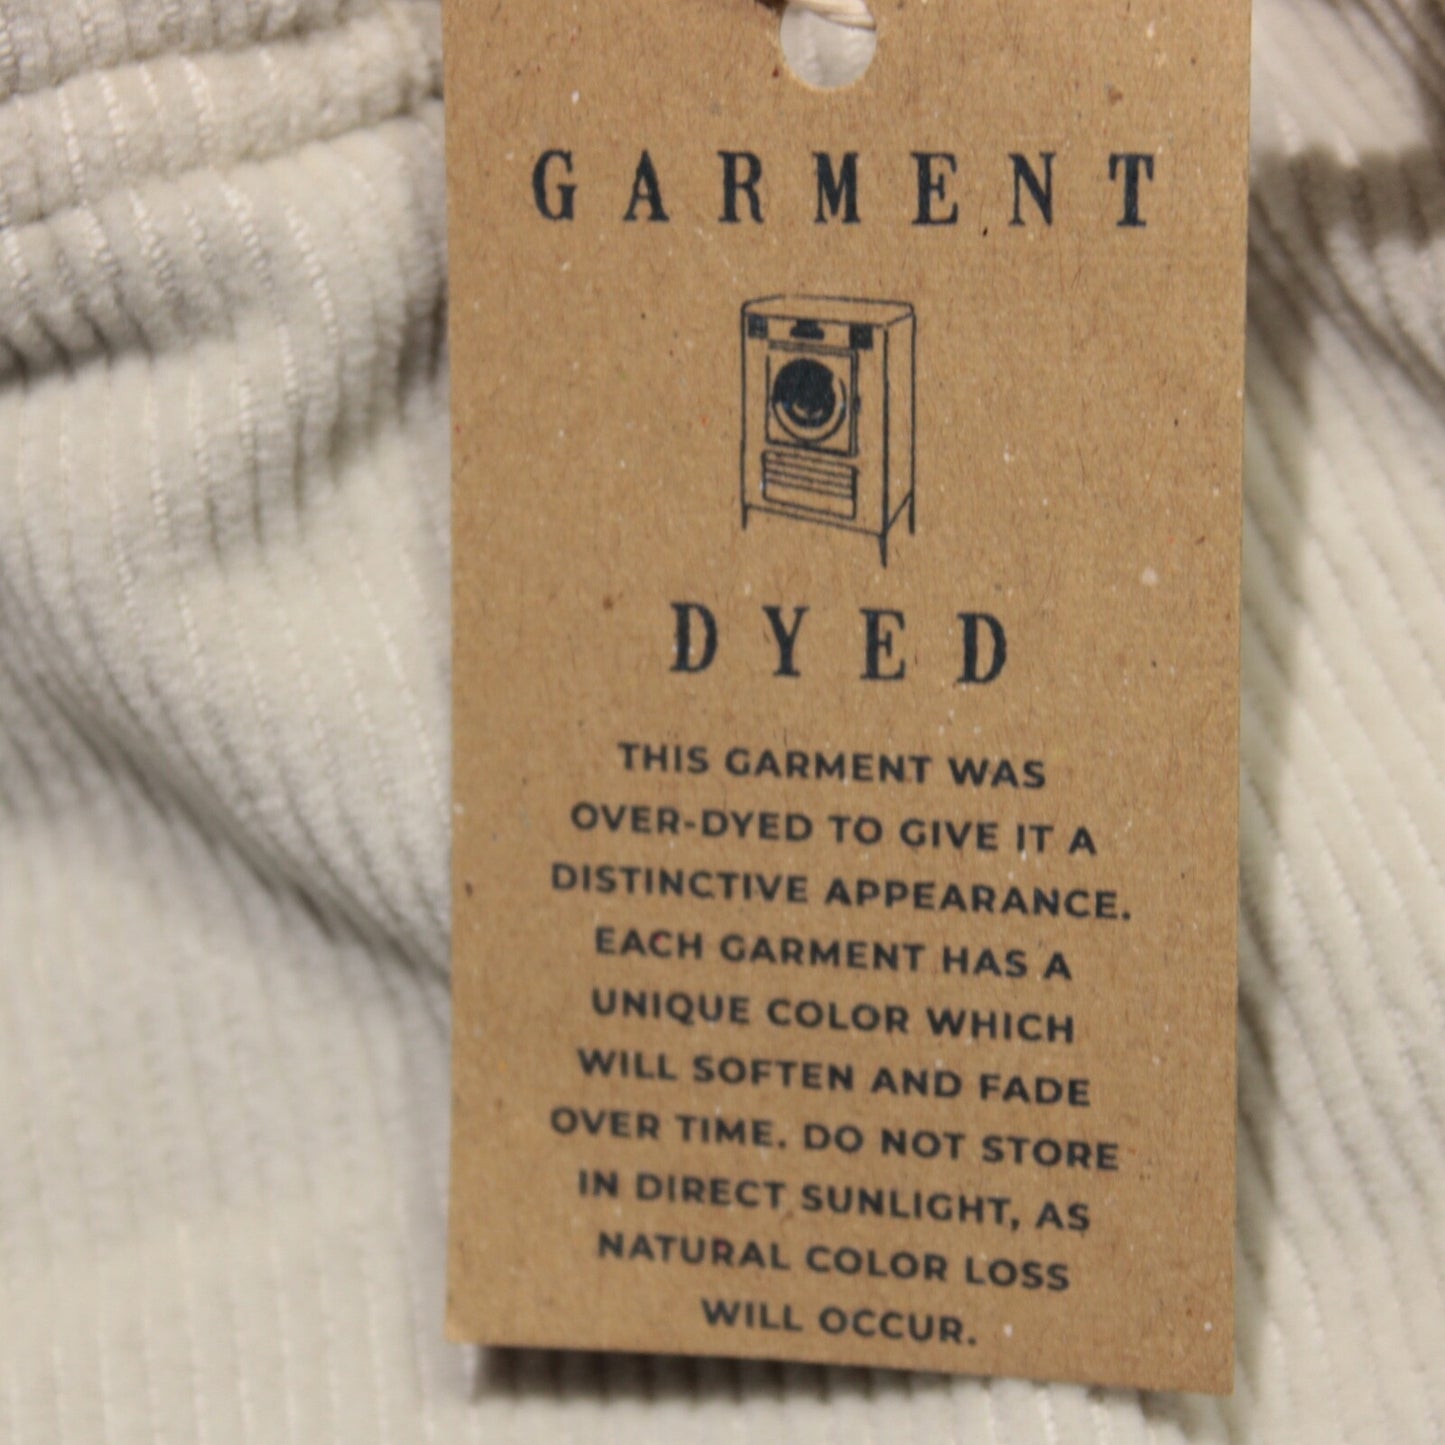 GARMENT
DYED
THIS GARMENT WAS
OVER-DYED TO GIVE IT A
DISTINCTIVE APPEARANCE.
EACH GARMENT HAS A
UNIQUE COLOR WHICH
WILL SOFTEN AND FADE
OVER TIME. DO NOT STORE
IN DIRECT SUNLIGHT, AS
NATURAL COLOR LOSS
WILL OCCUR.